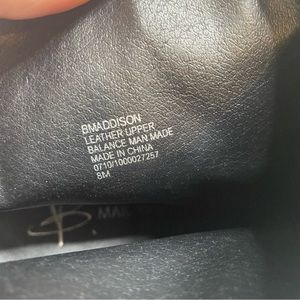 BMADDISON
LEATHER UPPER
BALANCE MAN MADE
MADE IN CHINA
0710/1000027257
8M
B.